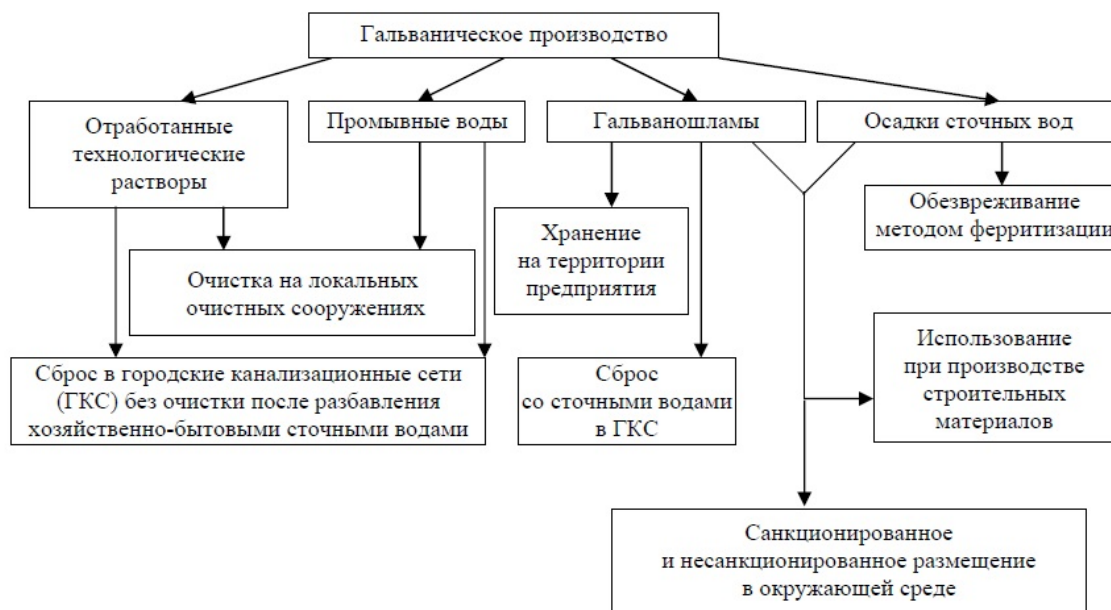 Гальваническое производство
Отработанные
технологические
растворы
Промывные воды
Гальваношламы
Осадки сточных вод
Обезвреживание
методом ферритизации
Хранение
на территории
предприятия
Очистка на локальных
очистных сооружениях
Использование
при производстве
строительных
материалов
Сброс в городские канализационные сети
(ГКС) без очистки после разбавления
хозяйственно-бытовыми сточными водами
Сброс
со сточными водами
в ГКС
Санкционированное
и несанкционированное размещение
в окружающей среде